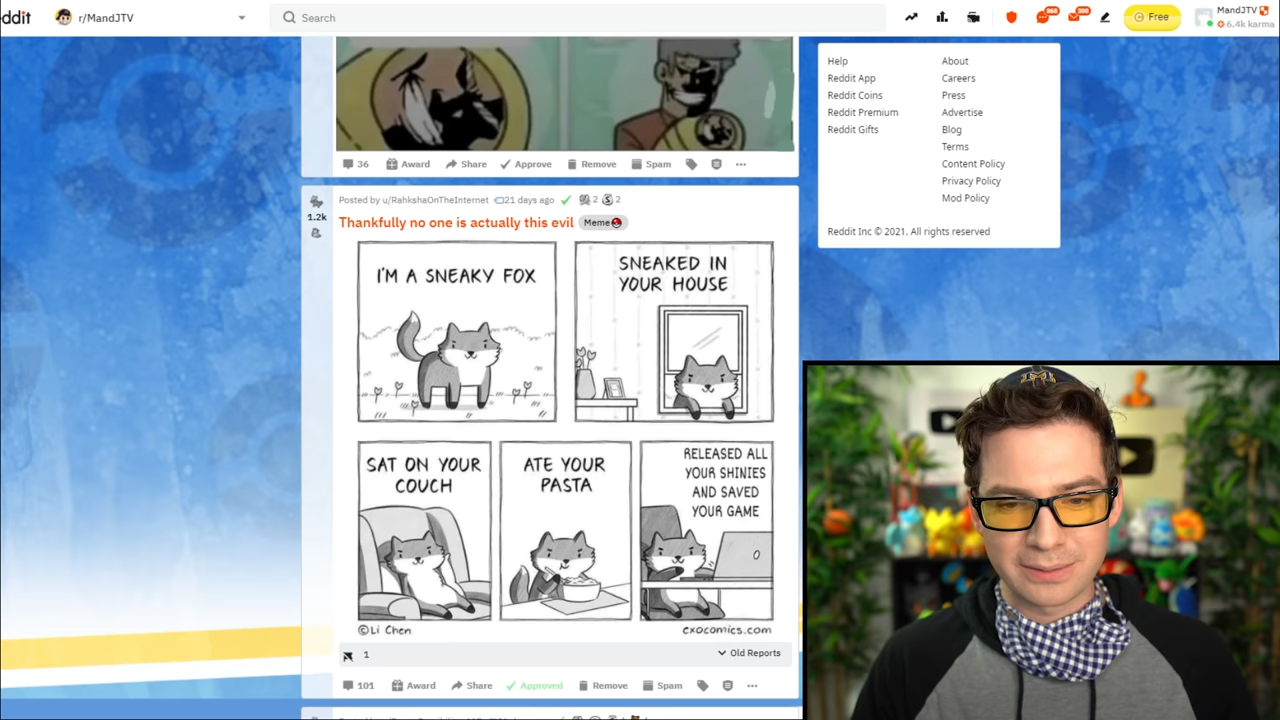 ddit
r/MandJTV
Search
868
390
Free
MandJTV
6.4k karma
36
Award
Share
Approve
Remove
Spam
Help
About
Reddit App
Careers
Reddit Coins
Press
Reddit Premium
Advertise
Reddit Gifts
Blog
Terms
Content Policy
Privacy Policy
Mod Policy
Reddit Inc © 2021. All rights reserved
Posted by u/RahkshaOnTheInternet 21 days ago 2 2
1.2k
Thankfully no one is actually this evil
Meme
I'M A SNEAKY FOX
SNEAKED IN
YOUR HOUSE
SAT ON YOUR
COUCH
ATE YOUR
PASTA
RELEASED ALL
YOUR SHINIES
AND SAVED
YOUR GAME
©Li Chen
exocomics.com
1
Old Reports
101
Award
Share
Approved
Remove
Spam